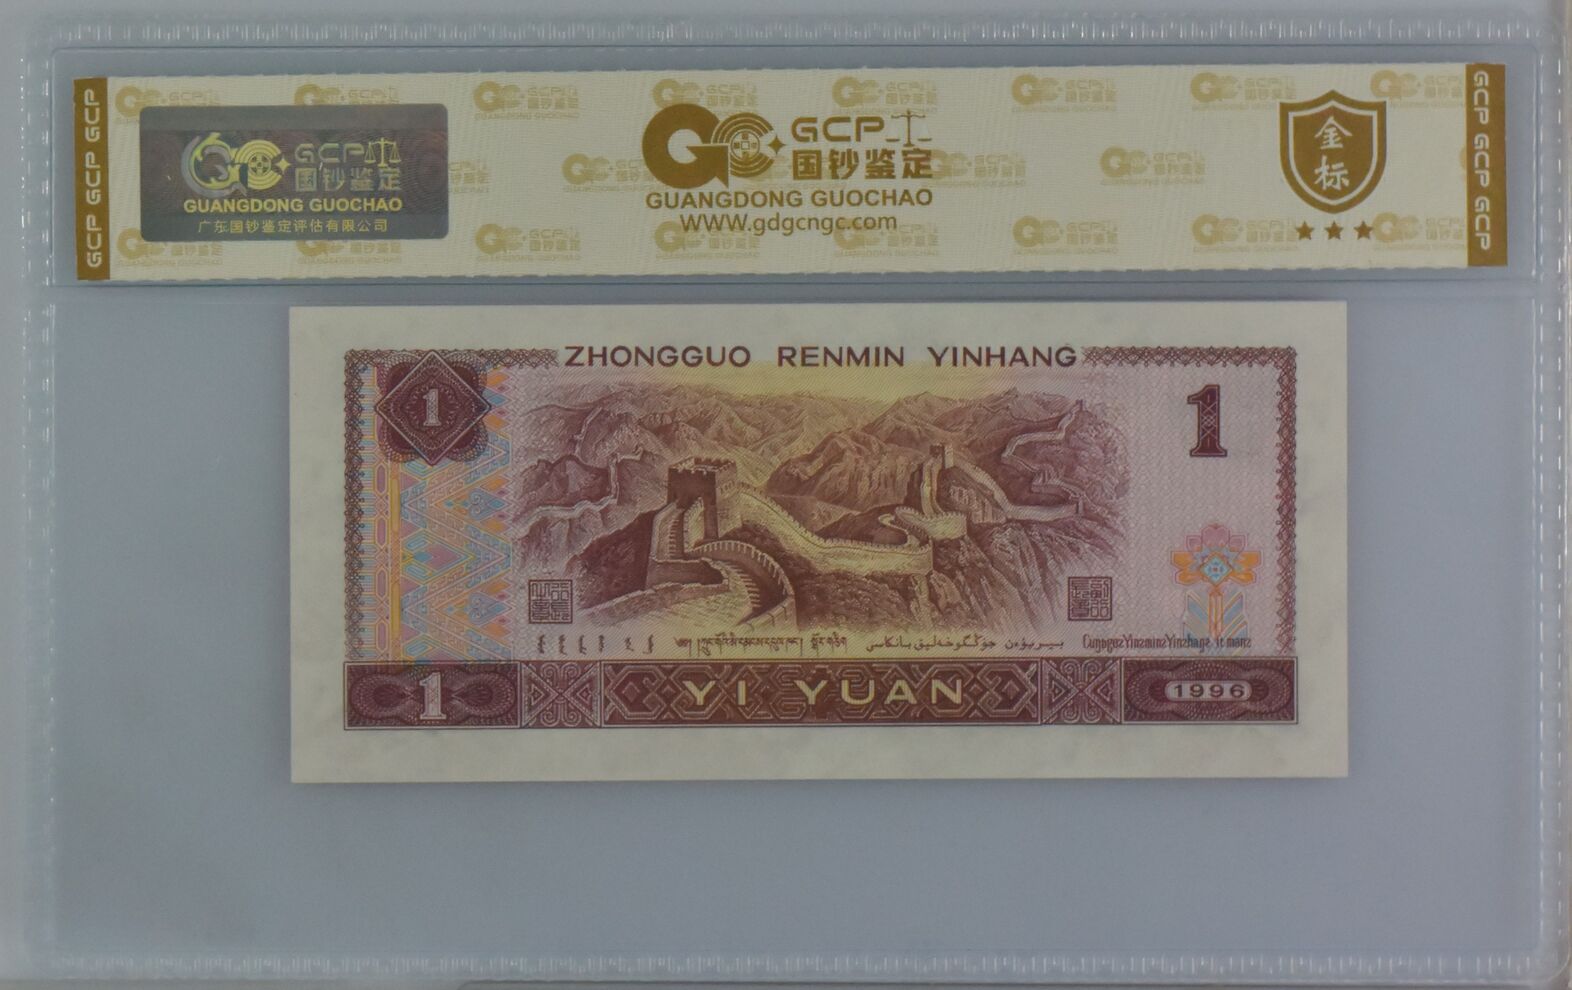 GCP GCP GCP
GCP
国钞鉴定
GUANGDONG GUOCHAO
广东国钞鉴定评估有限公司
GCP
国钞鉴定
GUANGDONG GUOCHAO
WWW.gdgcngc.com
金标
GCP GCP GCP
ZHONGGUO RENMIN YINHANG
1
1
1
YI YUAN
1996